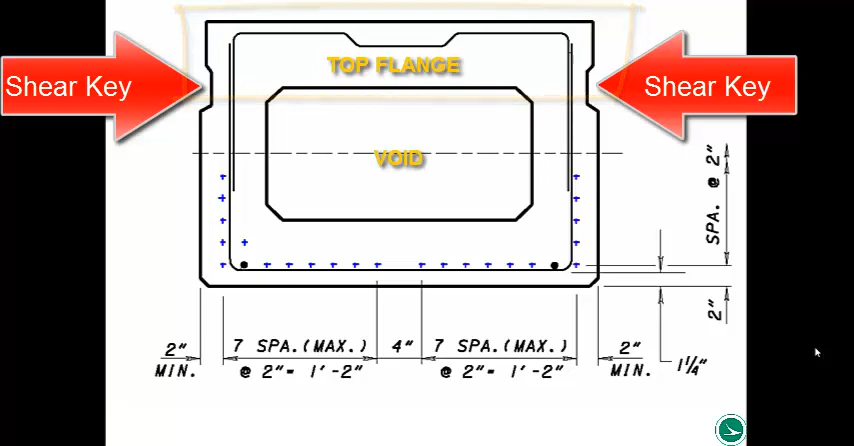 TOP FLANGE
Shear Key
Shear Key
VOID
SPA. @ 2"
2"
2"
MIN.
7 SPA.(MAX.)
@ 2"= 1'-2"
4"
7 SPA.(MAX.)
@ 2"= 1'-2"
2"
MIN.
1¼"